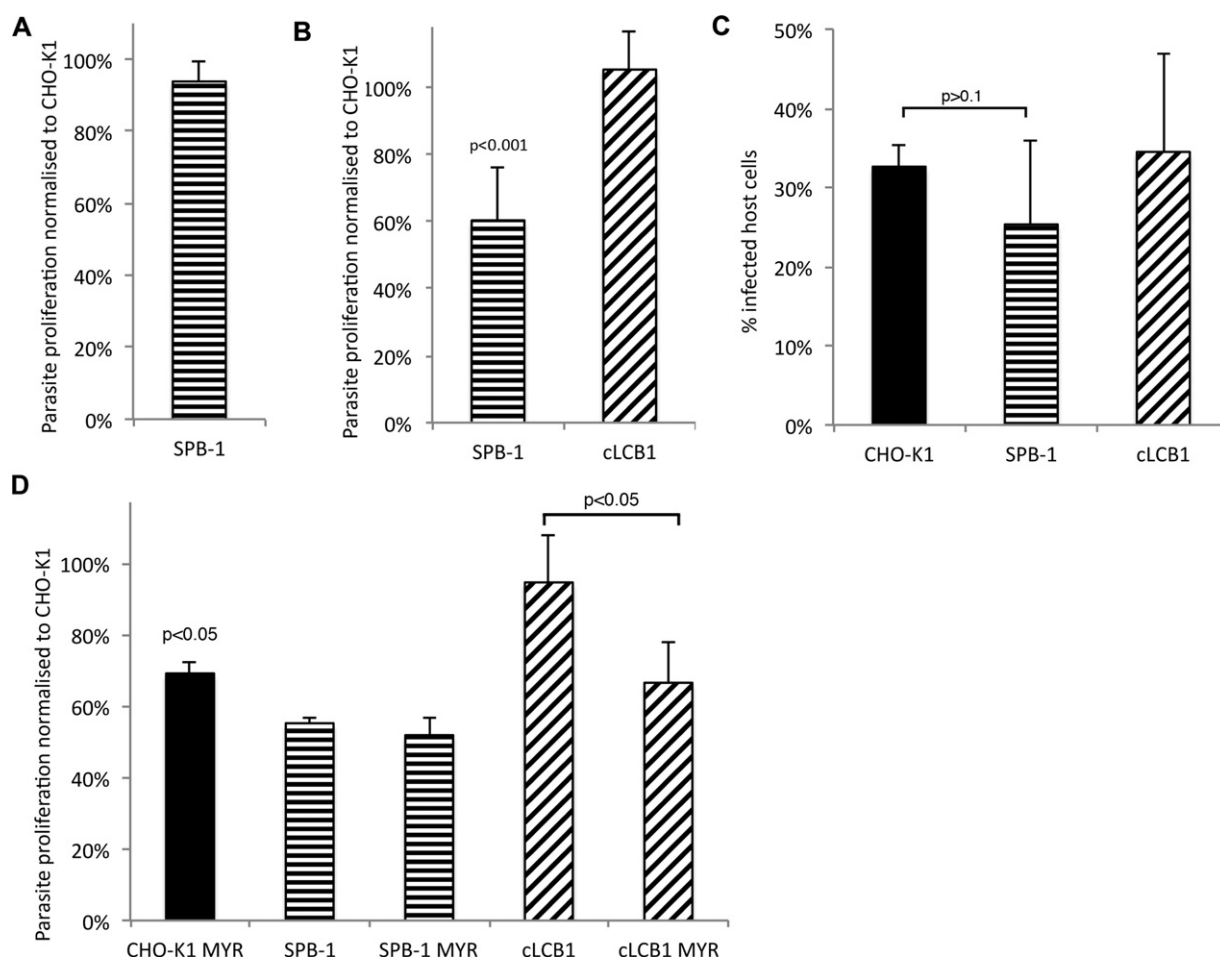 A
Parasite proliferation normalised to CHO-K1
100%
80%
60%
40%
20%
0%
SPB-1
B
Parasite proliferation normalised to CHO-K1
100%
80%
60%
40%
20%
0%
p<0.001
SPB-1
cLCB1
C
% infected host cells
50%
40%
30%
20%
10%
0%
p>0.1
CHO-K1
SPB-1
cLCB1
D
Parasite proliferation normalised to CHO-K1
100%
80%
60%
40%
20%
0%
p<0.05
p<0.05
CHO-K1 MYR
SPB-1
SPB-1 MYR
cLCB1
cLCB1 MYR